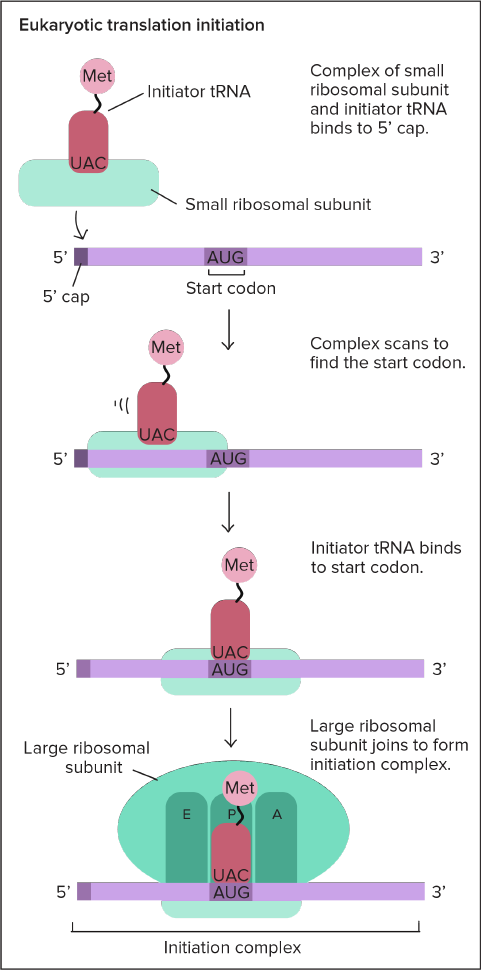 Eukaryotic translation initiation
Met
Initiator tRNA
UAC
Small ribosomal subunit
Complex of small
ribosomal subunit
and initiator tRNA
binds to 5’ cap.
5’ AUG 3’
5’ cap
Start codon
Met
Complex scans to
find the start codon.
UAC
5’ AUG 3’
Met
Initiator tRNA binds
to start codon.
UAC
5’ AUG 3’
Large ribosomal
subunit
Large ribosomal
subunit joins to form
initiation complex.
Met
E P A
UAC
5’ AUG 3’
Initiation complex